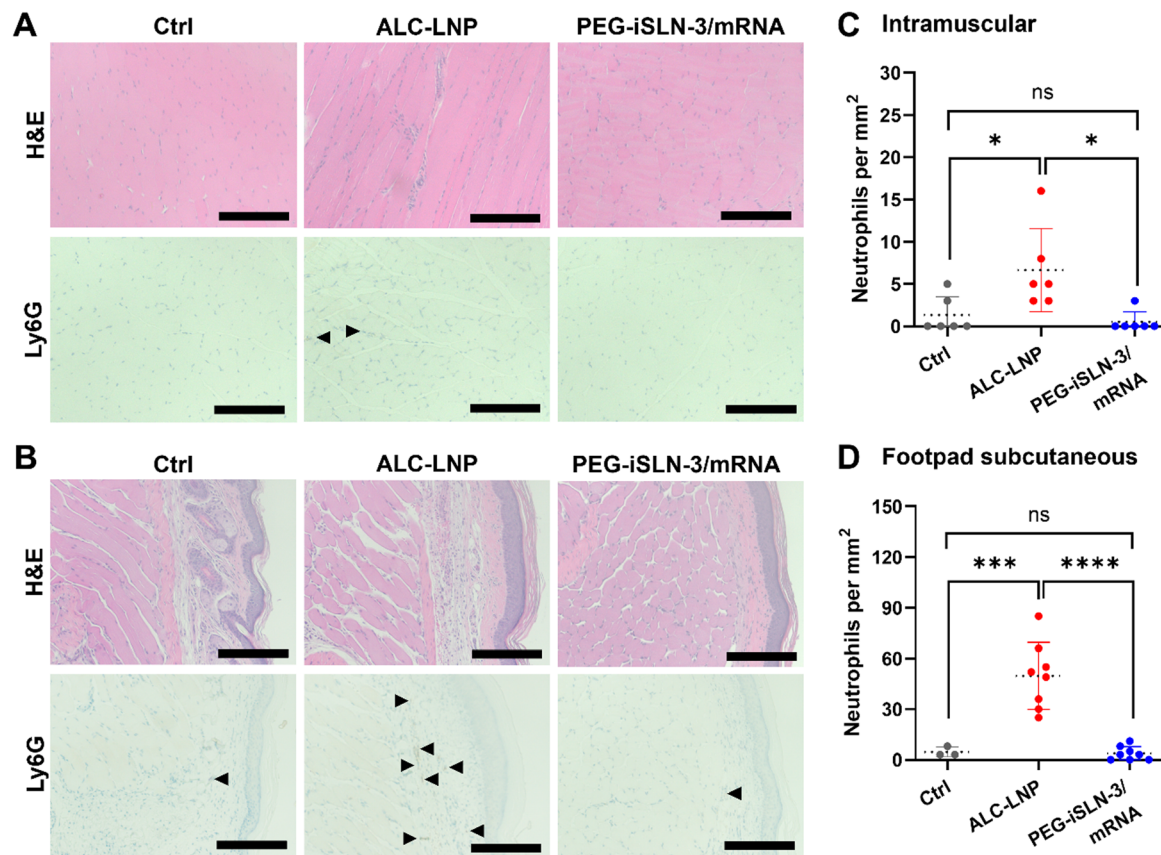 A
Ctrl
ALC-LNP
PEG-iSLN-3/mRNA
H&E
Ly6G
B
Ctrl
ALC-LNP
PEG-iSLN-3/mRNA
H&E
Ly6G
C Intramuscular
Neutrophils per mm²
30
25
20
15
10
5
0
ns
*
*
Ctrl
ALC-LNP
PEG-iSLN-3/
mRNA
D Footpad subcutaneous
Neutrophils per mm²
150
120
90
60
30
0
ns
***
****
Ctrl
ALC-LNP
PEG-iSLN-3/
mRNA